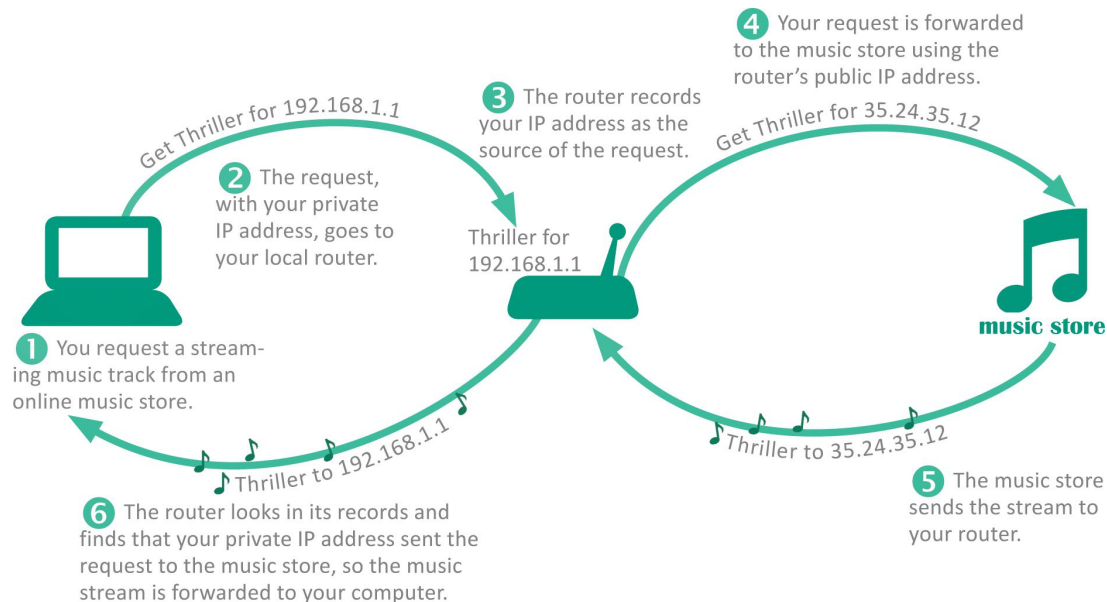 1 You request a stream-
ing music track from an
online music store.
Get Thriller for 192.168.1.1
2 The request,
with your private
IP address, goes to
your local router.
3 The router records
your IP address as the
source of the request.
Thriller for
192.168.1.1
4 Your request is forwarded
to the music store using the
router's public IP address.
Get Thriller for 35.24.35.12
music store
5 The music store
sends the stream to
your router.
Thriller to 35.24.35.12
Thriller to 192.168.1.1
6 The router looks in its records and
finds that your private IP address sent the
request to the music store, so the music
stream is forwarded to your computer.